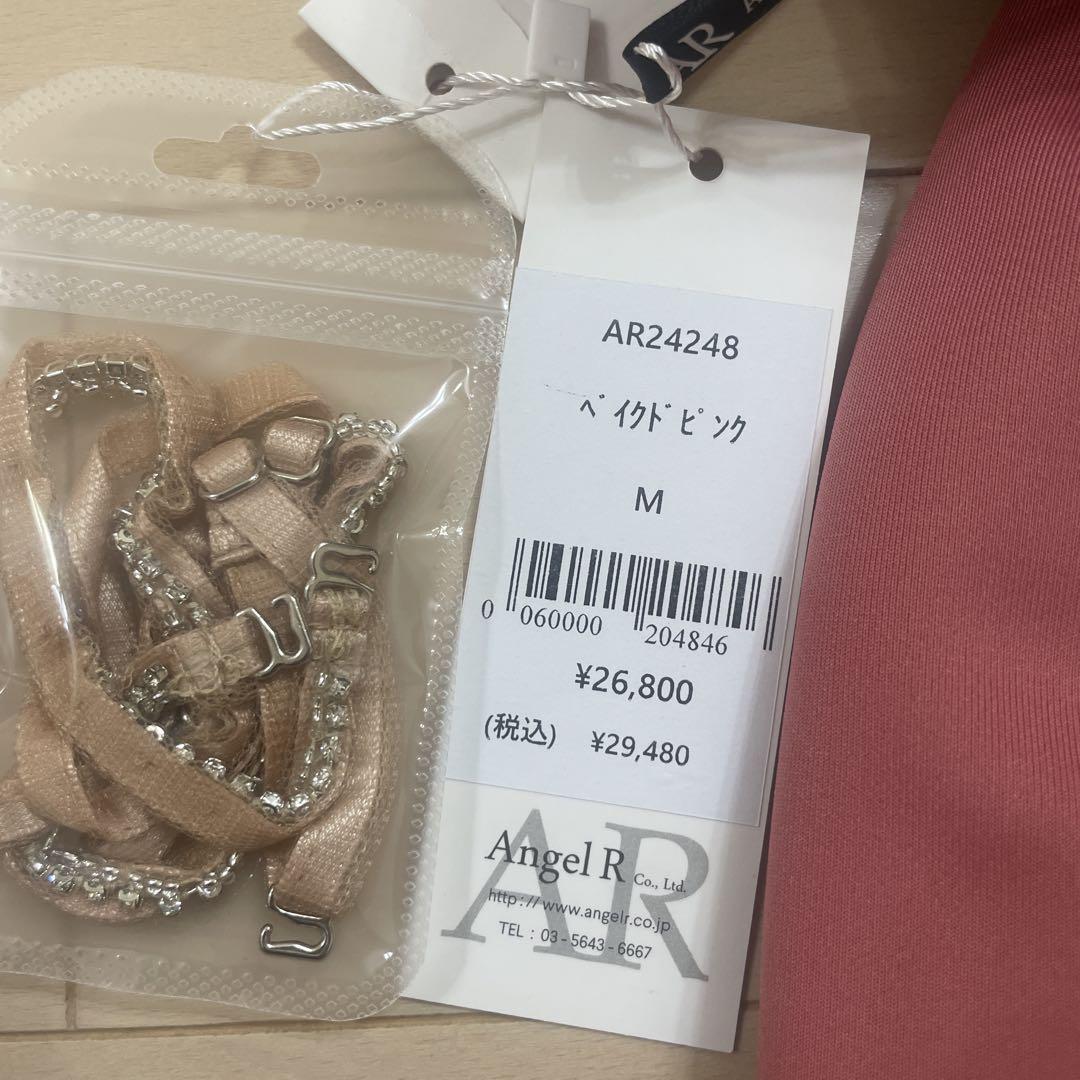 AR
AR24248
ﾍﾞｲｸﾄﾞﾋﾟﾝｸ
M
0 060000 204846
¥26,800
(税込) ¥29,480
AR
Angel R Co., Ltd.
http://www.angelr.co.jp
TEL : 03-5643-6667